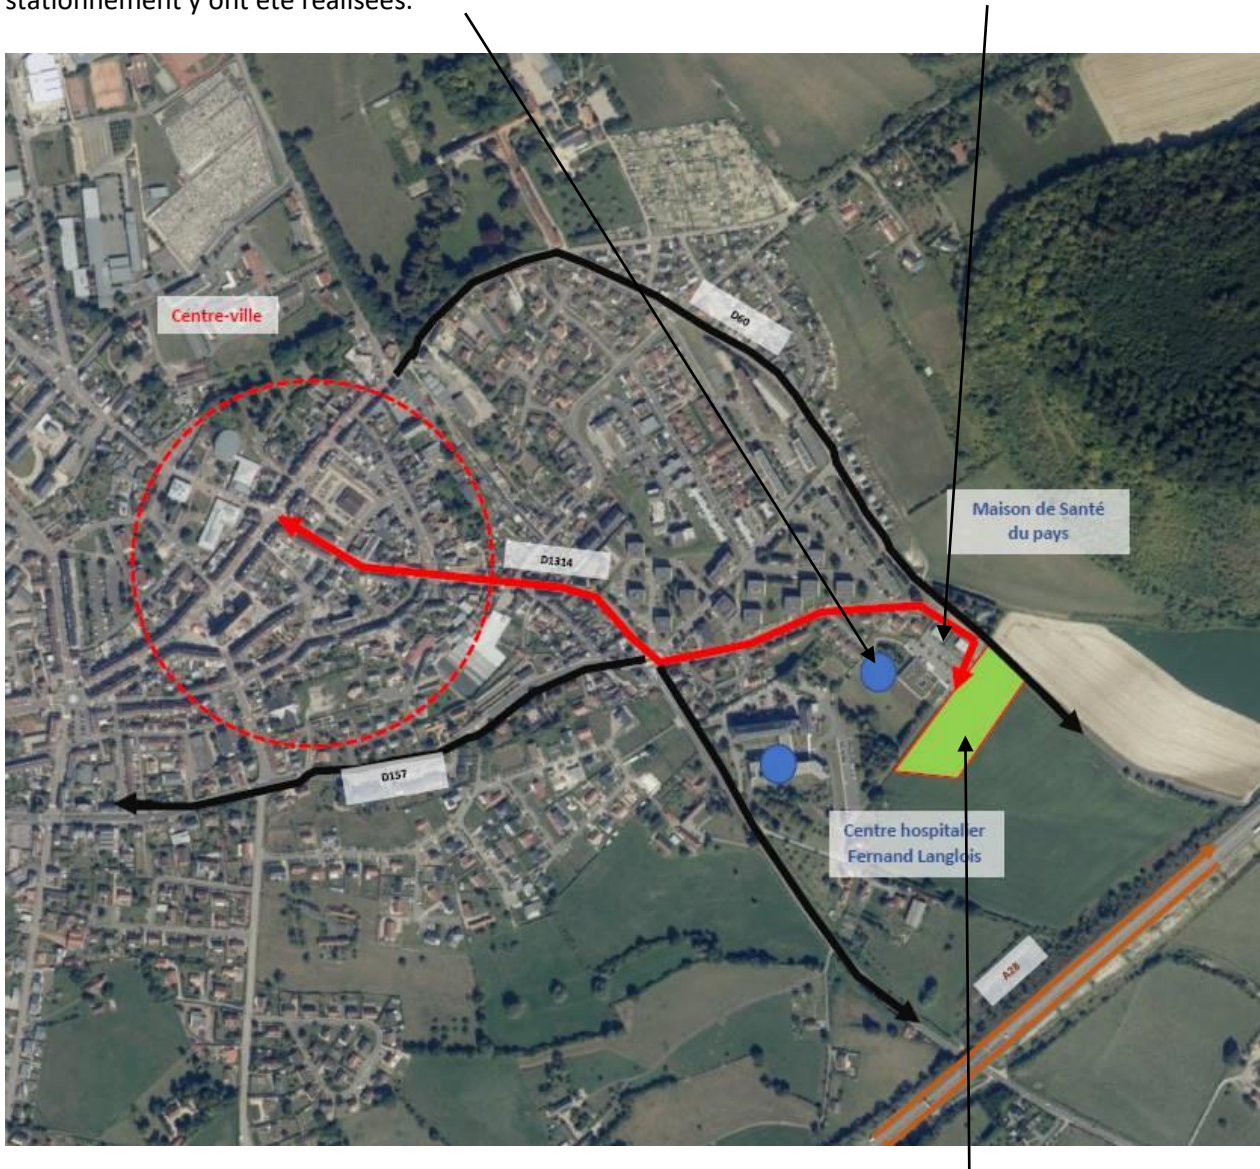 stationnement y ont été réalisées.
Centre-ville
D60
Maison de Santé
du pays
D1314
D157
Centre hospitalier
Fernand Langlois
A28